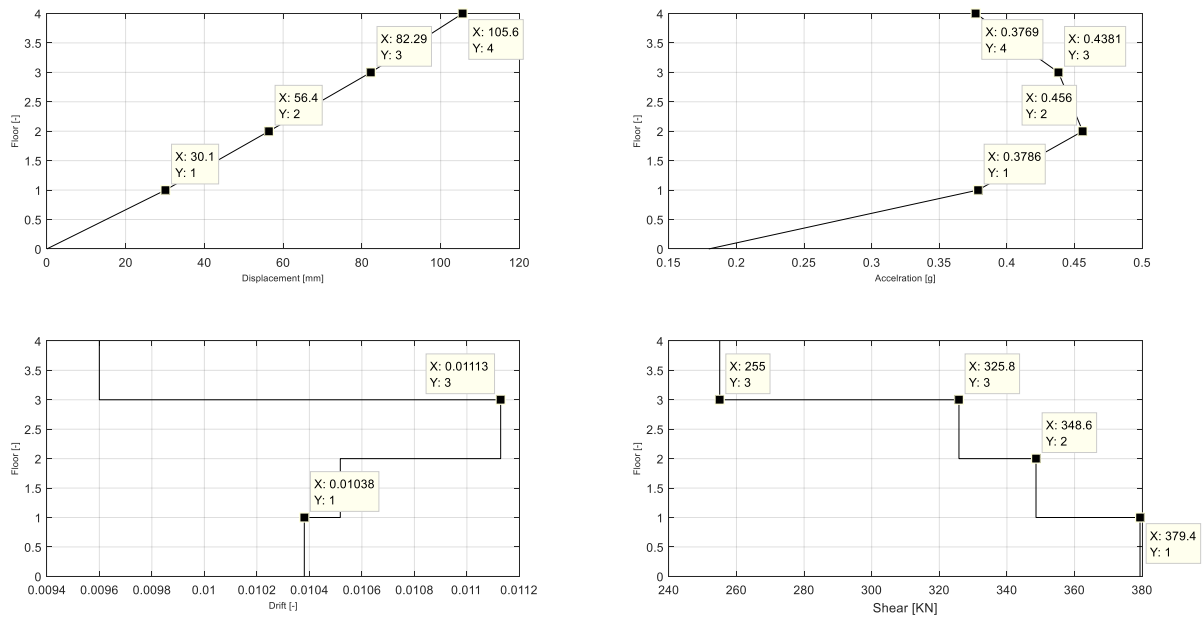 4
3.5
3
2.5
2
1.5
1
0.5
0
Floor [-]
X: 105.6
Y: 4
X: 82.29
Y: 3
X: 56.4
Y: 2
X: 30.1
Y: 1
0 20 40 60 80 100 120
Displacement [mm]
4
3.5
3
2.5
2
1.5
1
0.5
0
Floor [-]
X: 0.3769
Y: 4
X: 0.4381
Y: 3
X: 0.456
Y: 2
X: 0.3786
Y: 1
0.15 0.2 0.25 0.3 0.35 0.4 0.45 0.5
Accelration [g]
4
3.5
3
2.5
2
1.5
1
0.5
0
Floor [-]
X: 0.01113
Y: 3
X: 0.01038
Y: 1
0.0094 0.0096 0.0098 0.01 0.0102 0.0104 0.0106 0.0108 0.011 0.0112
Drift [-]
4
3.5
3
2.5
2
1.5
1
0.5
0
Floor [-]
X: 255
Y: 3
X: 325.8
Y: 3
X: 348.6
Y: 2
X: 379.4
Y: 1
240 260 280 300 320 340 360 380
Shear [KN]